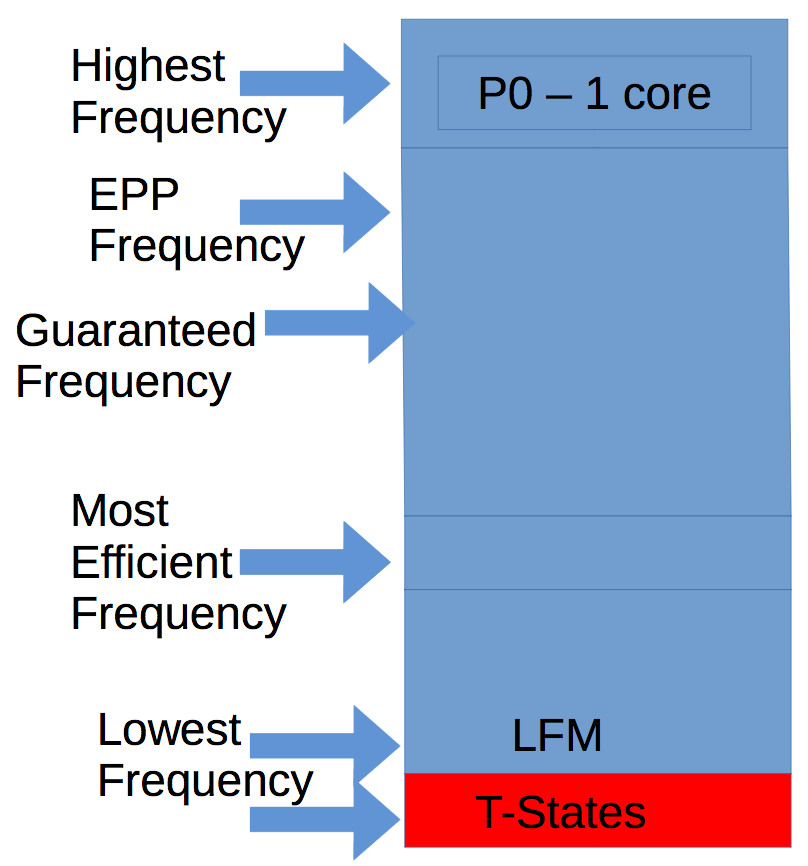 Highest
Frequency
P0 – 1 core
EPP
Frequency
Guaranteed
Frequency
Most
Efficient
Frequency
Lowest
Frequency
LFM
T-States